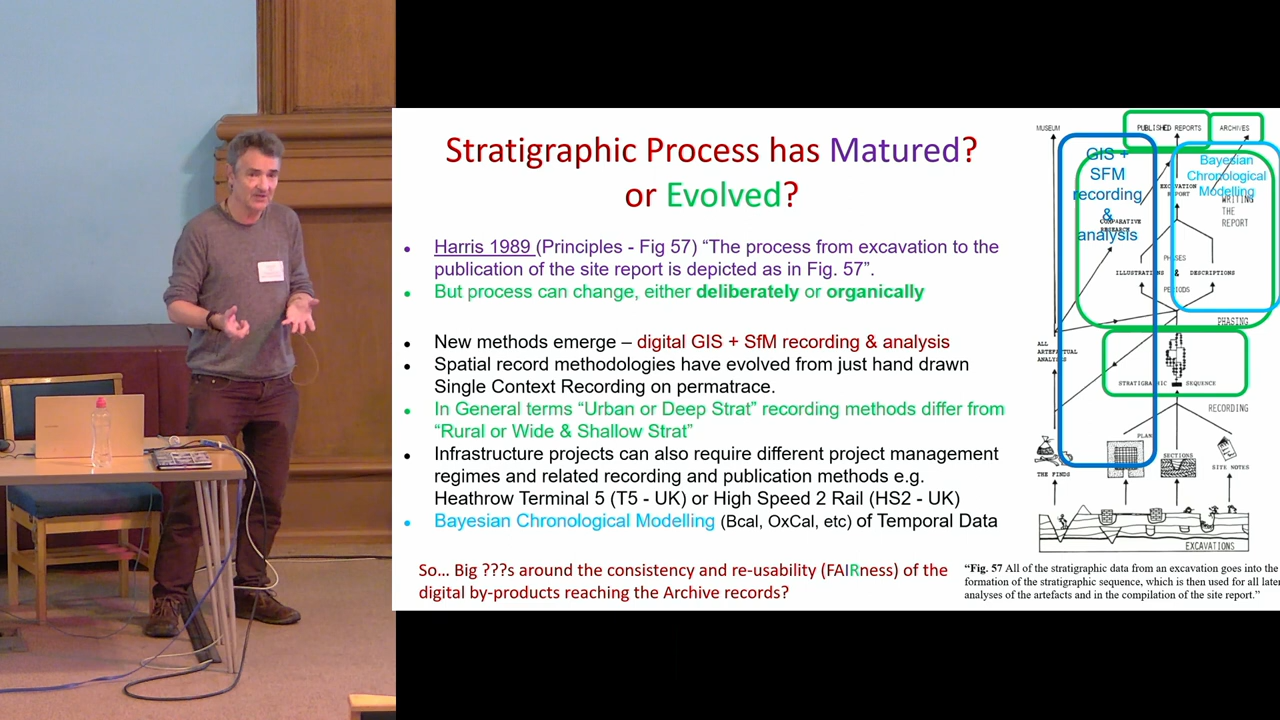 Stratigraphic Process has Matured?
or Evolved?
• Harris 1989 (Principles - Fig 57) “The process from excavation to the
publication of the site report is depicted as in Fig. 57”.
• But process can change, either deliberately or organically
• New methods emerge – digital GIS + SfM recording & analysis
• Spatial record methodologies have evolved from just hand drawn
Single Context Recording on permatrace.
• In General terms “Urban or Deep Strat” recording methods differ from
“Rural or Wide & Shallow Strat”
• Infrastructure projects can also require different project management
regimes and related recording and publication methods e.g.
Heathrow Terminal 5 (T5 - UK) or High Speed 2 Rail (HS2 - UK)
• Bayesian Chronological Modelling (Bcal, OxCal, etc) of Temporal Data
So… Big ???s around the consistency and re-usability (FAIRness) of the
digital by-products reaching the Archive records?
MUSEUM
PUBLISHED REPORTS
ARCHIVES
GIS +
SFM
recording
&
analysis
Bayesian
Chronological
Modelling
EXCAVATION
REPORT
WRITING
THE
REPORT
COMPARATIVE
RESEARCH
PHASES
ILLUSTRATIONS & DESCRIPTIONS
PERIODS
PHASING
ALL
ARTEFACTUAL
ANALYSES
STRATIGRAPHIC SEQUENCE
RECORDING
PLANS
SECTIONS
SITE NOTES
THE FINDS
EXCAVATIONS
“Fig. 57 All of the stratigraphic data from an excavation goes into the
formation of the stratigraphic sequence, which is then used for all later
analyses of the artefacts and in the compilation of the site report.”